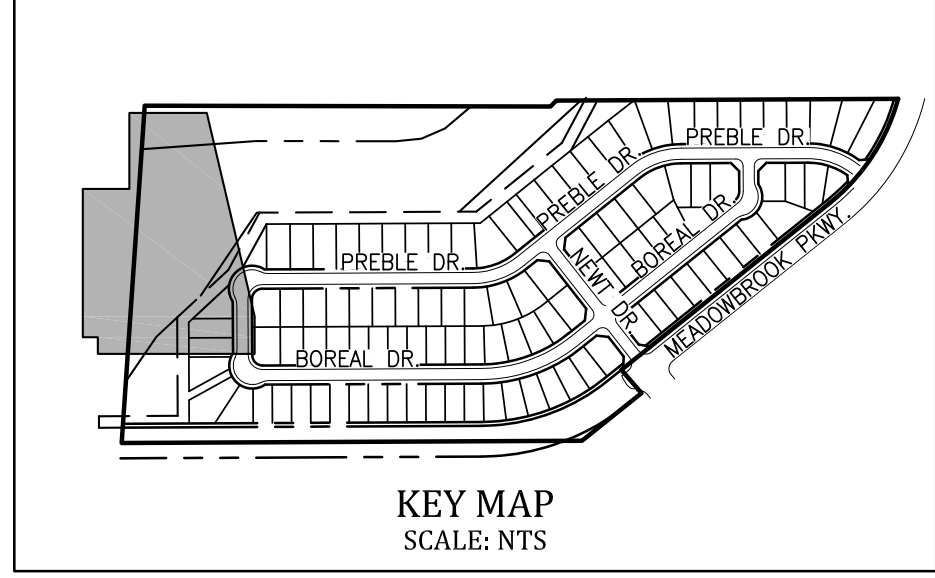 PREBLE DR.
PREBLE DR.
PREBLE DR.
BOREAL DR.
NEWT DR.
MEADOWBROOK PKWY.
BOREAL DR.
KEY MAP
SCALE: NTS